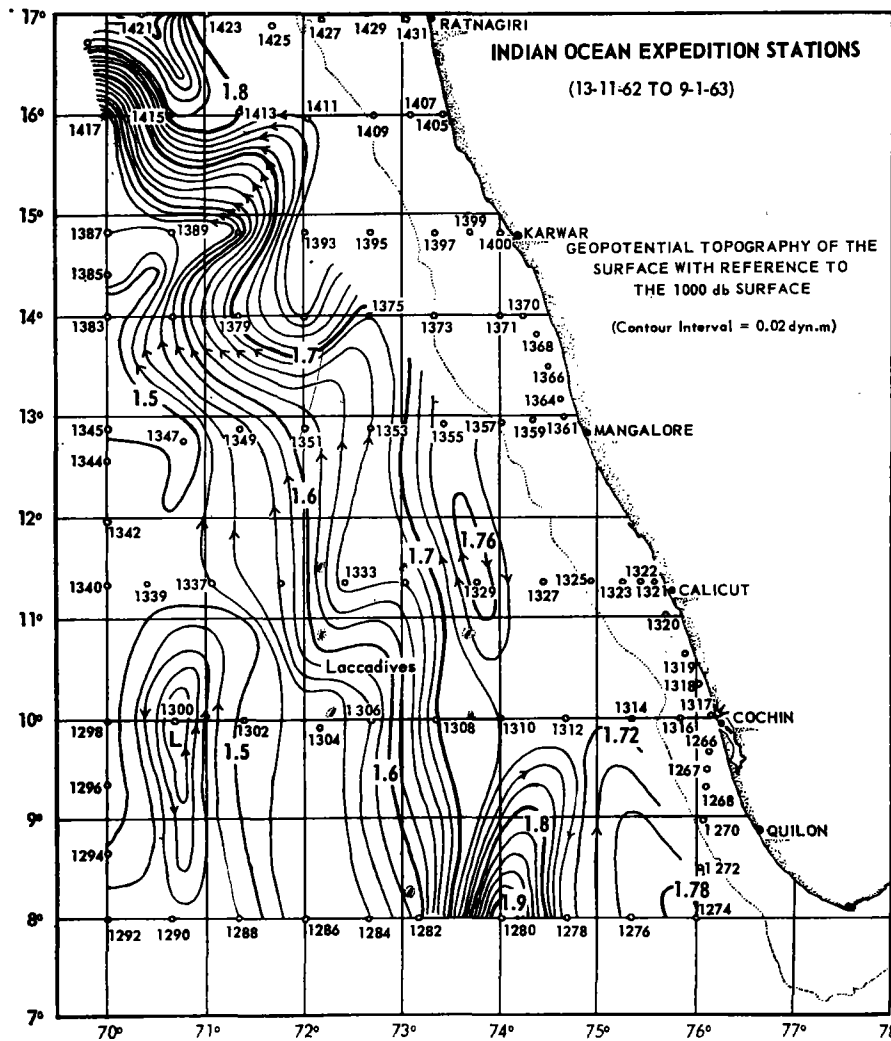 17° 1421 1423 1425 1427 1429 1431 RATNAGIRI
INDIAN OCEAN EXPEDITION STATIONS
(13-11-62 TO 9-1-63)
1.8
16° 1417 1415 1413 1411 1409 1407 1405
15° 1387 1389 1393 1395 1397 1399 1400 KARWAR
GEOPOTENTIAL TOPOGRAPHY OF THE
SURFACE WITH REFERENCE TO
THE 1000 db SURFACE
(Contour Interval = 0.02 dyn.m)
1385
14° 1383 1379 1375 1373 1371 1370
1368
1.7
1366
1.5 1364
13° 1345 1347 1349 1351 1353 1355 1357 1359 1361 MANGALORE
1344
1.6
12° 1342
1.76
1.7
1340 1339 1337 1333 1329 1327 1325 1323 1322 1321 CALICUT
11° 1320
Laccadives 1319
1318
10° 1298 1300 1302 1304 1306 1308 1310 1312 1314 1316 1317 COCHIN
L 1.5 1.72 1266
1.6 1267
1296 1268
9° 1.8 1270 QUILON
1294 1272
1.9 1.78
8° 1292 1290 1288 1286 1284 1282 1280 1278 1276 1274
7°
70° 71° 72° 73° 74° 75° 76° 77° 78